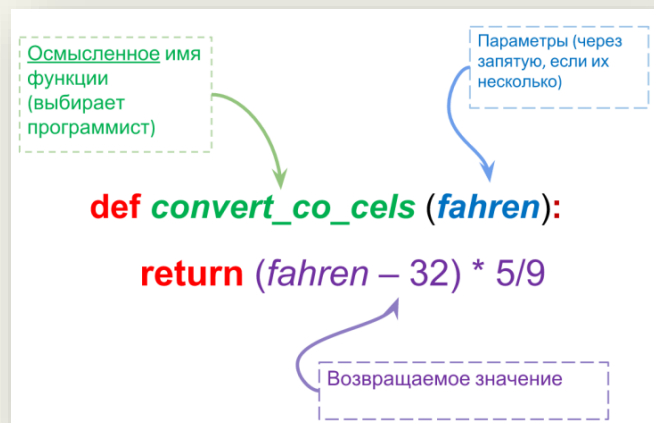 Осмысленное имя
функции
(выбирает
программист)
Параметры (через
запятую, если их
несколько)
def convert_co_cels (fahren):
return (fahren – 32) * 5/9
Возвращаемое значение